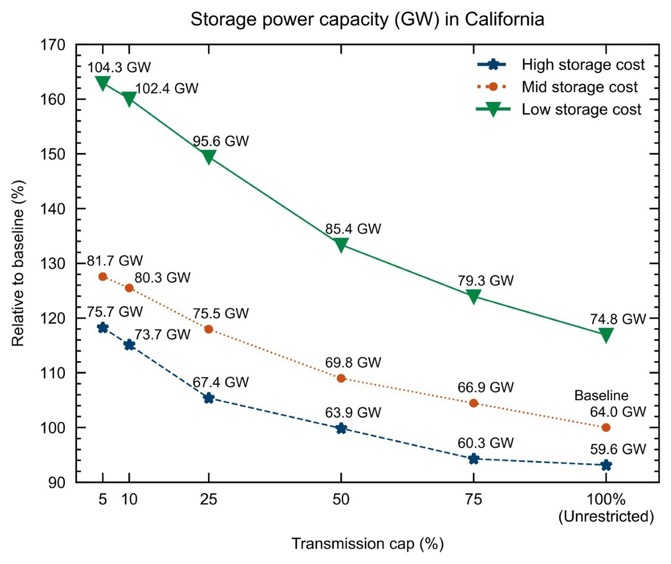 Storage power capacity (GW) in California
170
160
150
140
130
120
110
100
90
Relative to baseline (%)
High storage cost
Mid storage cost
Low storage cost
104.3 GW
102.4 GW
95.6 GW
85.4 GW
79.3 GW
74.8 GW
81.7 GW
80.3 GW
75.5 GW
69.8 GW
66.9 GW
Baseline
64.0 GW
75.7 GW
73.7 GW
67.4 GW
63.9 GW
60.3 GW
59.6 GW
5 10 25 50 75 100%
(Unrestricted)
Transmission cap (%)